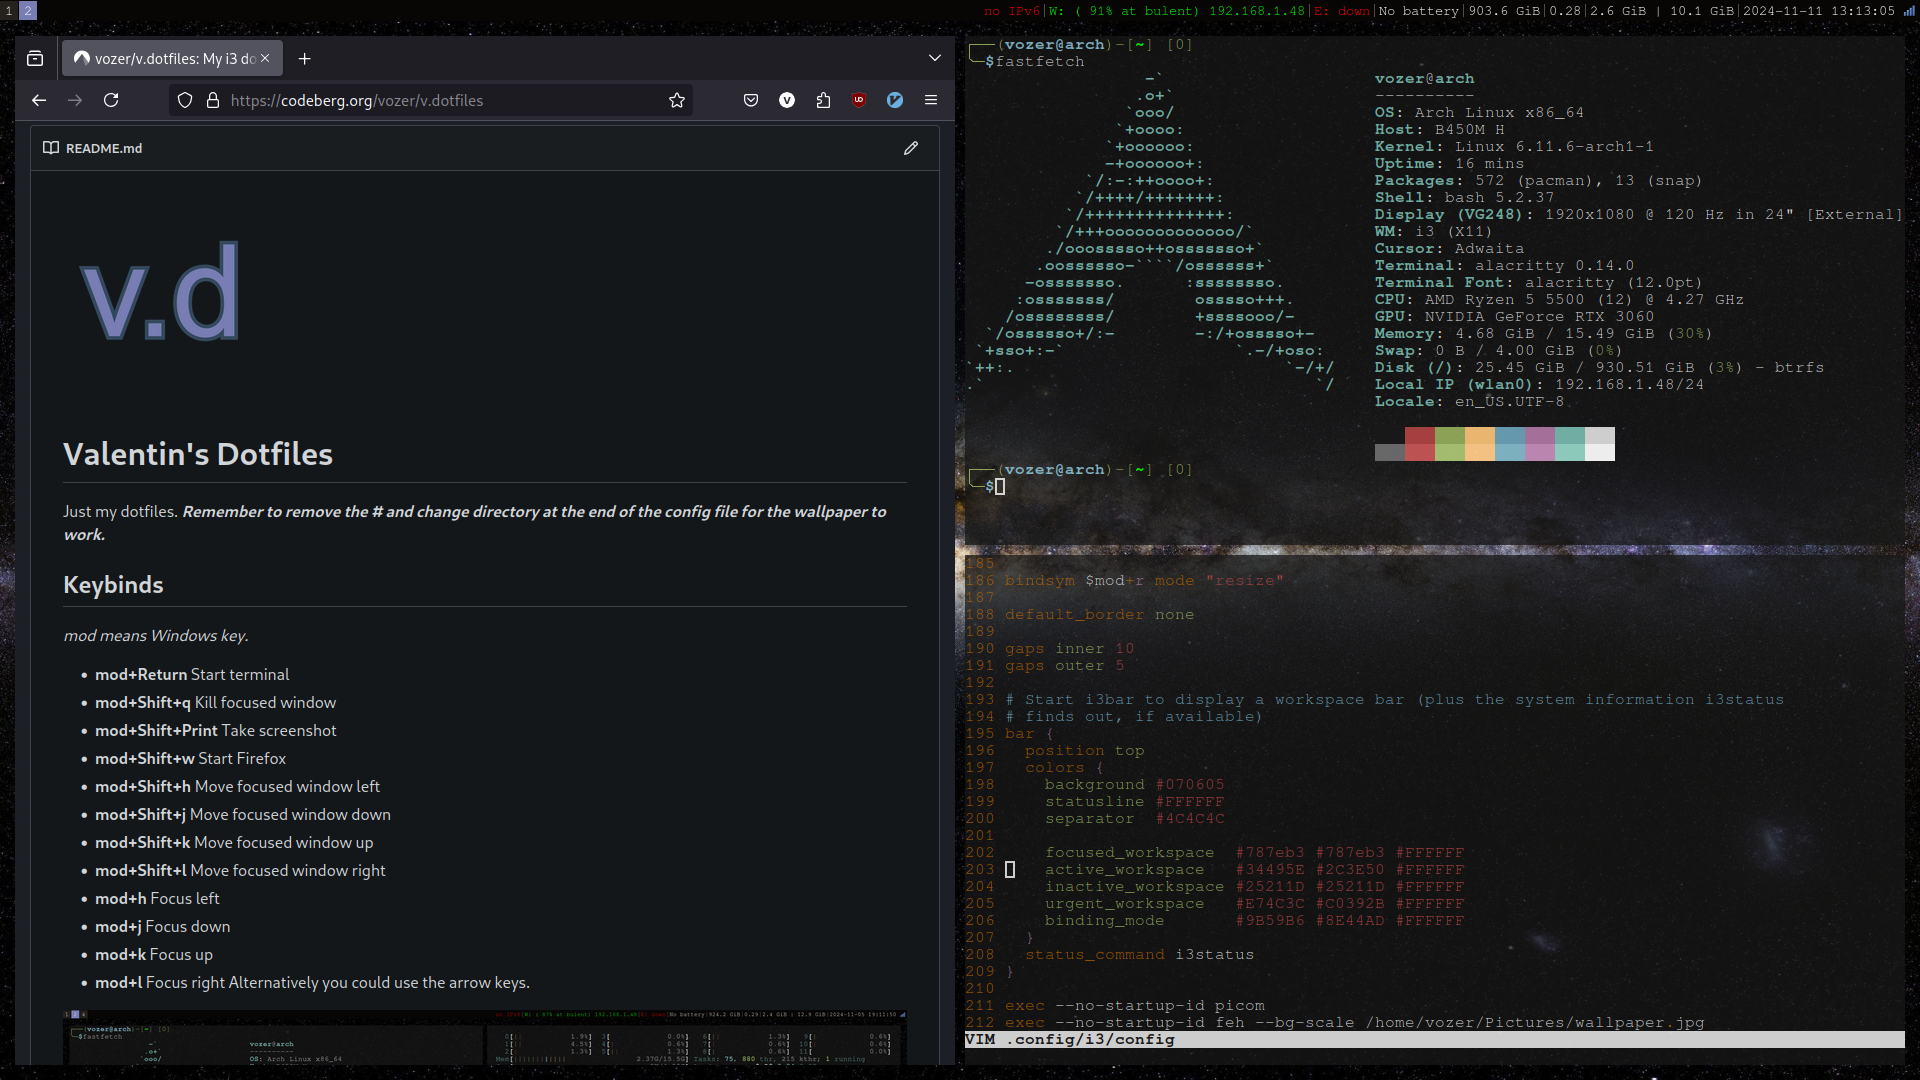 1 2
no IPv6|W: ( 91% at bulent) 192.168.1.48|E: down|No battery|903.6 GiB|0.28|2.6 GiB | 10.1 GiB|2024-11-11 13:13:05
vozer/v.dotfiles: My i3 do
https://codeberg.org/vozer/v.dotfiles
README.md
v.d
Valentin's Dotfiles
Just my dotfiles. Remember to remove the # and change directory at the end of the config file for the wallpaper to
work.
Keybinds
mod means Windows key.
• mod+Return Start terminal
• mod+Shift+q Kill focused window
• mod+Shift+Print Take screenshot
• mod+Shift+w Start Firefox
• mod+Shift+h Move focused window left
• mod+Shift+j Move focused window down
• mod+Shift+k Move focused window up
• mod+Shift+l Move focused window right
• mod+h Focus left
• mod+j Focus down
• mod+k Focus up
• mod+l Focus right Alternatively you could use the arrow keys.
(vozer@arch)-[~] [0]
$fastfetch
vozer@arch
OS: Arch Linux x86_64
(vozer@arch)-[~] [0]
$fastfetch
vozer@arch
----------
OS: Arch Linux x86_64
Host: B450M H
Kernel: Linux 6.11.6-arch1-1
Uptime: 16 mins
Packages: 572 (pacman), 13 (snap)
Shell: bash 5.2.37
Display (VG248): 1920x1080 @ 120 Hz in 24" [External]
WM: i3 (X11)
Cursor: Adwaita
Terminal: alacritty 0.14.0
Terminal Font: alacritty (12.0pt)
CPU: AMD Ryzen 5 5500 (12) @ 4.27 GHz
GPU: NVIDIA GeForce RTX 3060
Memory: 4.68 GiB / 15.49 GiB (30%)
Swap: 0 B / 4.00 GiB (0%)
Disk (/): 25.45 GiB / 930.51 GiB (3%) - btrfs
Local IP (wlan0): 192.168.1.48/24
Locale: en_US.UTF-8
(vozer@arch)-[~] [0]
$
185
186 bindsym $mod+r mode "resize"
187
188 default_border none
189
190 gaps inner 10
191 gaps outer 5
192
193 # Start i3bar to display a workspace bar (plus the system information i3status
194 # finds out, if available)
195 bar {
196   position top
197   colors {
198     background #070605
199     statusline #FFFFFF
200     separator  #4C4C4C
201
202     focused_workspace  #787eb3 #787eb3 #FFFFFF
203     active_workspace   #34495E #2C3E50 #FFFFFF
204     inactive_workspace #25211D #25211D #FFFFFF
205     urgent_workspace   #E74C3C #C0392B #FFFFFF
206     binding_mode       #9B59B6 #8E44AD #FFFFFF
207   }
208   status_command i3status
209 }
210
211 exec --no-startup-id picom
212 exec --no-startup-id feh --bg-scale /home/vozer/Pictures/wallpaper.jpg
VIM .config/i3/config